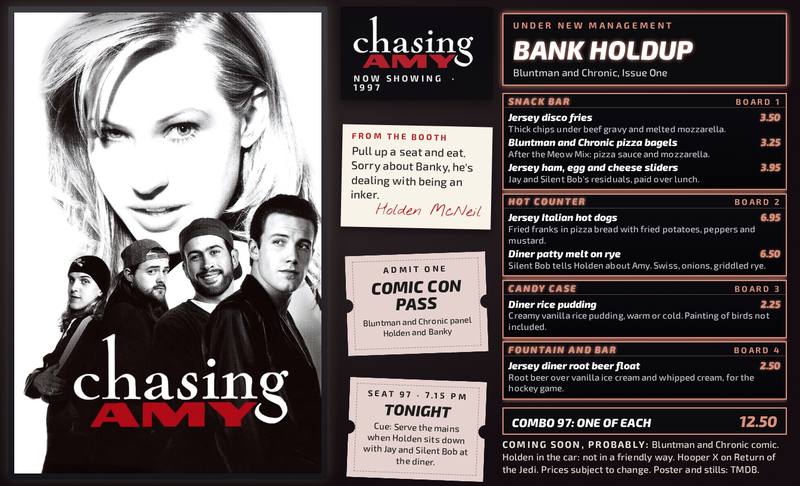 chasing
AMY
chasing
AMY
NOW SHOWING ·
1997
FROM THE BOOTH
Pull up a seat and eat.
Sorry about Banky, he's
dealing with being an
inker.
Holden McNeil
ADMIT ONE
COMIC CON
PASS
Bluntman and Chronic panel
Holden and Banky
SEAT 97 · 7.15 PM
TONIGHT
Cue: Serve the mains
when Holden sits down
with Jay and Silent Bob at
the diner.
UNDER NEW MANAGEMENT
BANK HOLDUP
Bluntman and Chronic, Issue One
SNACK BAR BOARD 1
Jersey disco fries 3.50
Thick chips under beef gravy and melted mozzarella.
Bluntman and Chronic pizza bagels 3.25
After the Meow Mix: pizza sauce and mozzarella.
Jersey ham, egg and cheese sliders 3.95
Jay and Silent Bob's residuals, paid over lunch.
HOT COUNTER BOARD 2
Jersey Italian hot dogs 6.95
Fried franks in pizza bread with fried potatoes, peppers and
mustard.
Diner patty melt on rye 6.50
Silent Bob tells Holden about Amy. Swiss, onions, griddled rye.
CANDY CASE BOARD 3
Diner rice pudding 2.25
Creamy vanilla rice pudding, warm or cold. Painting of birds not
included.
FOUNTAIN AND BAR BOARD 4
Jersey diner root beer float 2.50
Root beer over vanilla ice cream and whipped cream, for the
hockey game.
COMBO 97: ONE OF EACH 12.50
COMING SOON, PROBABLY: Bluntman and Chronic comic.
Holden in the car: not in a friendly way. Hooper X on Return of
the Jedi. Prices subject to change. Poster and stills: TMDB.